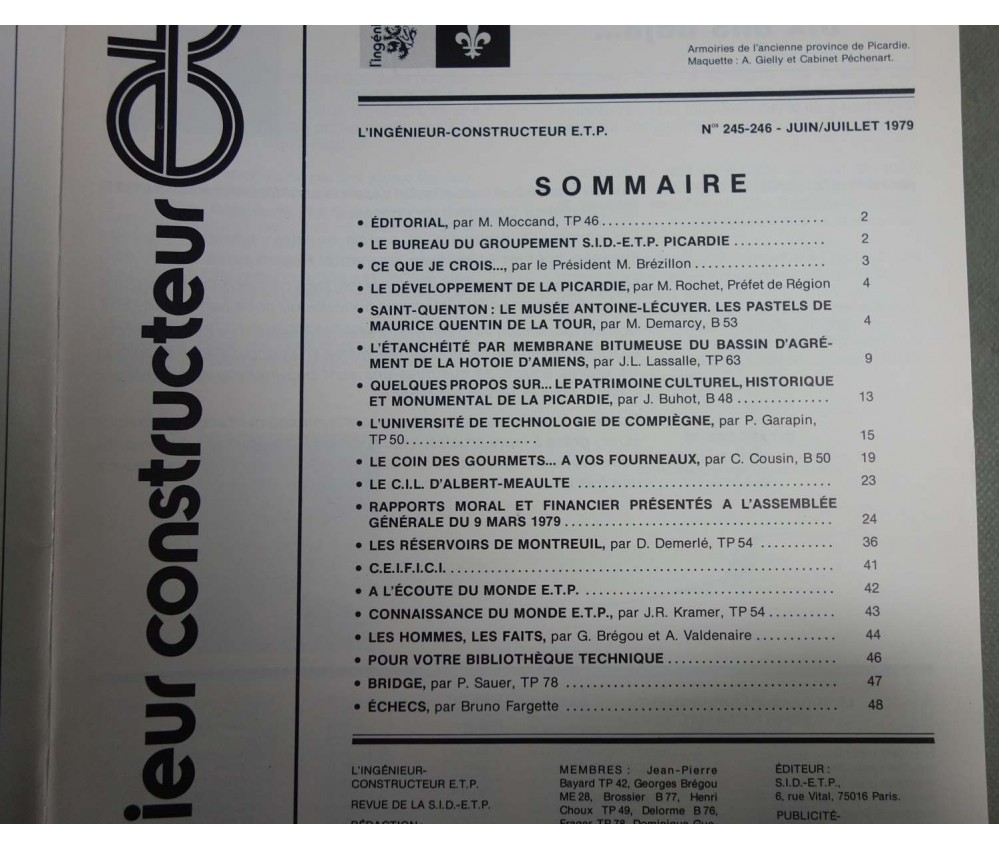 l'ingén
ieur constructeur
Armoiries de l'ancienne province de Picardie.
Maquette : A. Gielly et Cabinet Péchenart.
L'INGÉNIEUR-CONSTRUCTEUR E.T.P. Nos 245-246 - JUIN/JUILLET 1979
SOMMAIRE
• ÉDITORIAL, par M. Moccand, TP 46 ................................ 2
• LE BUREAU DU GROUPEMENT S.I.D.-E.T.P. PICARDIE .............. 2
• CE QUE JE CROIS..., par le Président M. Brézillon .................. 3
• LE DÉVELOPPEMENT DE LA PICARDIE, par M. Rochet, Préfet de Région 4
• SAINT-QUENTON : LE MUSÉE ANTOINE-LÉCUYER. LES PASTELS DE
MAURICE QUENTIN DE LA TOUR, par M. Demarcy, B 53 4
• L'ÉTANCHÉITÉ PAR MEMBRANE BITUMEUSE DU BASSIN D'AGRÉ-
MENT DE LA HOTOIE D'AMIENS, par J.L. Lassalle, TP 63 9
• QUELQUES PROPOS SUR... LE PATRIMOINE CULTUREL, HISTORIQUE
ET MONUMENTAL DE LA PICARDIE, par J. Buhot, B 48 .............. 13
• L'UNIVERSITÉ DE TECHNOLOGIE DE COMPIÈGNE, par P. Garapin,
TP 50.................... 15
• LE COIN DES GOURMETS... A VOS FOURNEAUX, par C. Cousin, B 50 19
• LE C.I.L. D'ALBERT-MEAULTE .................................... 23
• RAPPORTS MORAL ET FINANCIER PRÉSENTÉS A L'ASSEMBLÉE
GÉNÉRALE DU 9 MARS 1979 ...................................... 24
• LES RÉSERVOIRS DE MONTREUIL, par D. Demerlé, TP 54 ........... 36
• C.E.I.F.I.C.I. ...................................................... 41
• A L'ÉCOUTE DU MONDE E.T.P. .................................... 42
• CONNAISSANCE DU MONDE E.T.P., par J.R. Kramer, TP 54 .......... 43
• LES HOMMES, LES FAITS, par G. Brégou et A. Valdenaire ............ 44
• POUR VOTRE BIBLIOTHÈQUE TECHNIQUE ........................ 46
• BRIDGE, par P. Sauer, TP 78 ...................................... 47
• ÉCHECS, par Bruno Fargette ...................................... 48
L'INGÉNIEUR-
CONSTRUCTEUR E.T.P.
REVUE DE LA S.I.D.-E.T.P.
RÉDACTION :
MEMBRES : Jean-Pierre
Bayard TP 42, Georges Brégou
ME 28, Brossier B 77, Henri
Choux TP 49, Delorme B 76,
ÉDITEUR :
S.I.D.-E.T.P.,
6, rue Vital, 75016 Paris.
PUBLICITÉ-